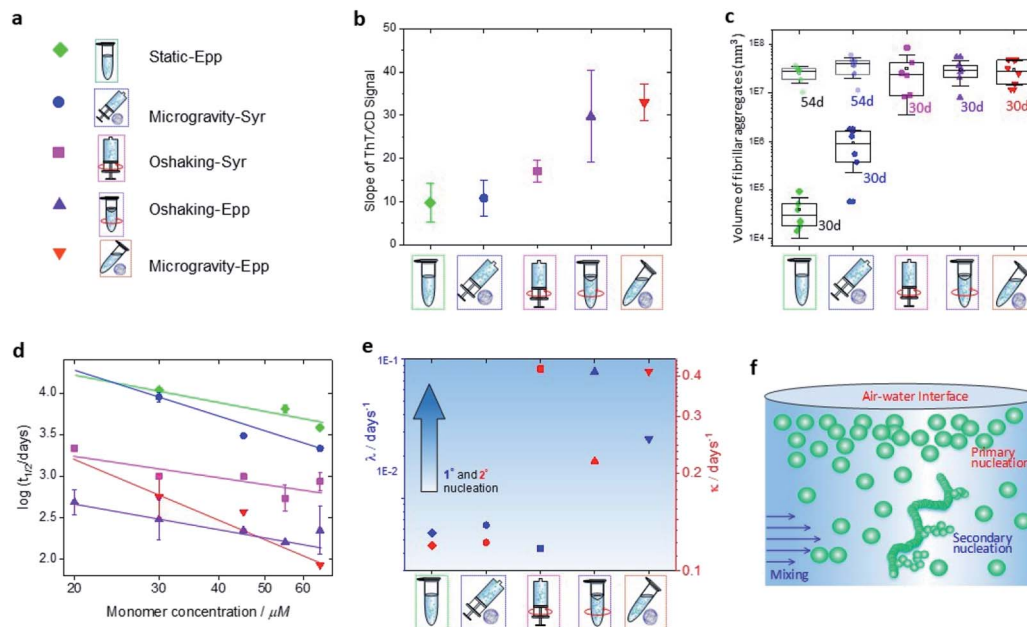 a
Static-Epp
Microgravity-Syr
Oshaking-Syr
Oshaking-Epp
Microgravity-Epp
b
Slope of ThT/CD Signal
50
40
30
20
10
0
c
Volume of fibrillar aggregates (nm³)
1E8
1E7
1E6
1E5
1E4
54d
54d
30d
30d
30d
30d
30d
d
log (t1/2/days)
4.0
3.5
3.0
2.5
2.0
20
30
40
50
60
Monomer concentration / μM
e
λ / days⁻¹
1E-1
1E-2
1° and 2°
nucleation
0.4
0.3
0.2
0.1
κ / days⁻¹
f
Air-water Interface
Primary
nucleation
Secondary
nucleation
Mixing